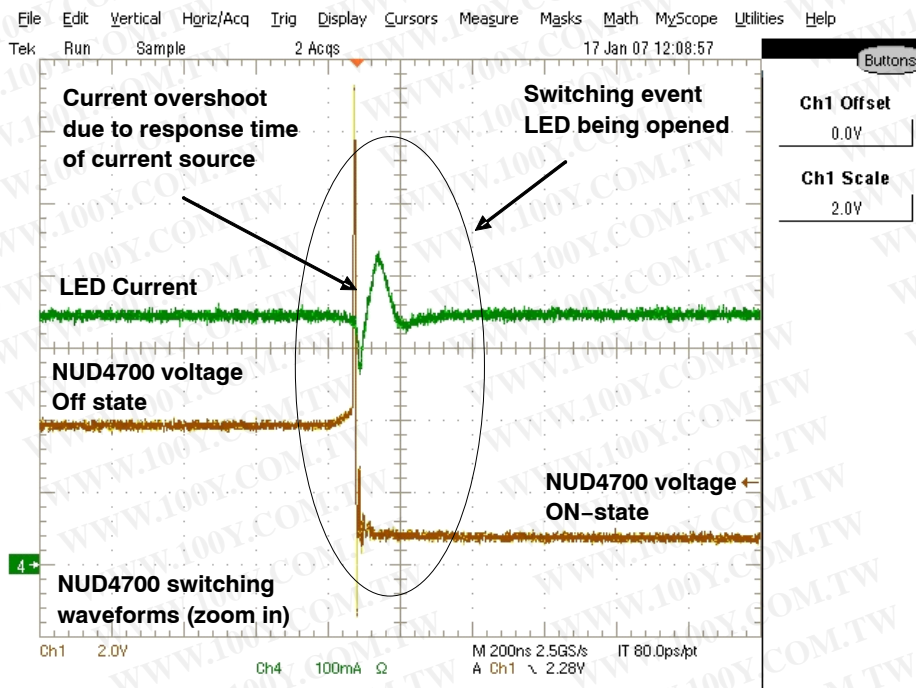 File Edit Vertical Horiz/Acq Trig Display Cursors Measure Masks Math MyScope Utilities Help
Tek Run Sample 2 Acqs 17 Jan 07 12:08:57
Buttons
Current overshoot
due to response time
of current source
Switching event
LED being opened
Ch1 Offset
0.0V
Ch1 Scale
2.0V
LED Current
NUD4700 voltage
Off state
NUD4700 voltage
ON−state
4
NUD4700 switching
waveforms (zoom in)
Ch1 2.0V M 200ns 2.5GS/s IT 80.0ps/pt
Ch4 100mA Ω A Ch1 ∖ 2.28V
WWW.100Y.COM.TW